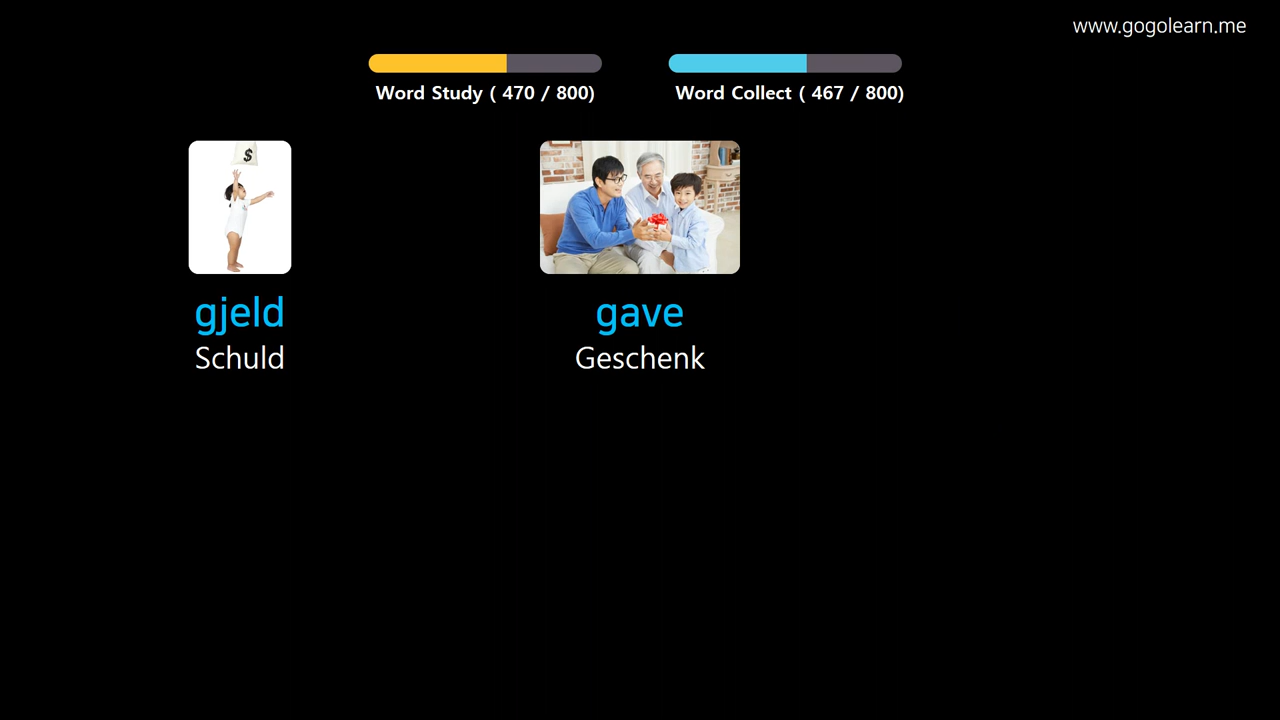 www.gogolearn.me
Word Study ( 470 / 800)
Word Collect ( 467 / 800)
$
gjeld
Schuld
gave
Geschenk